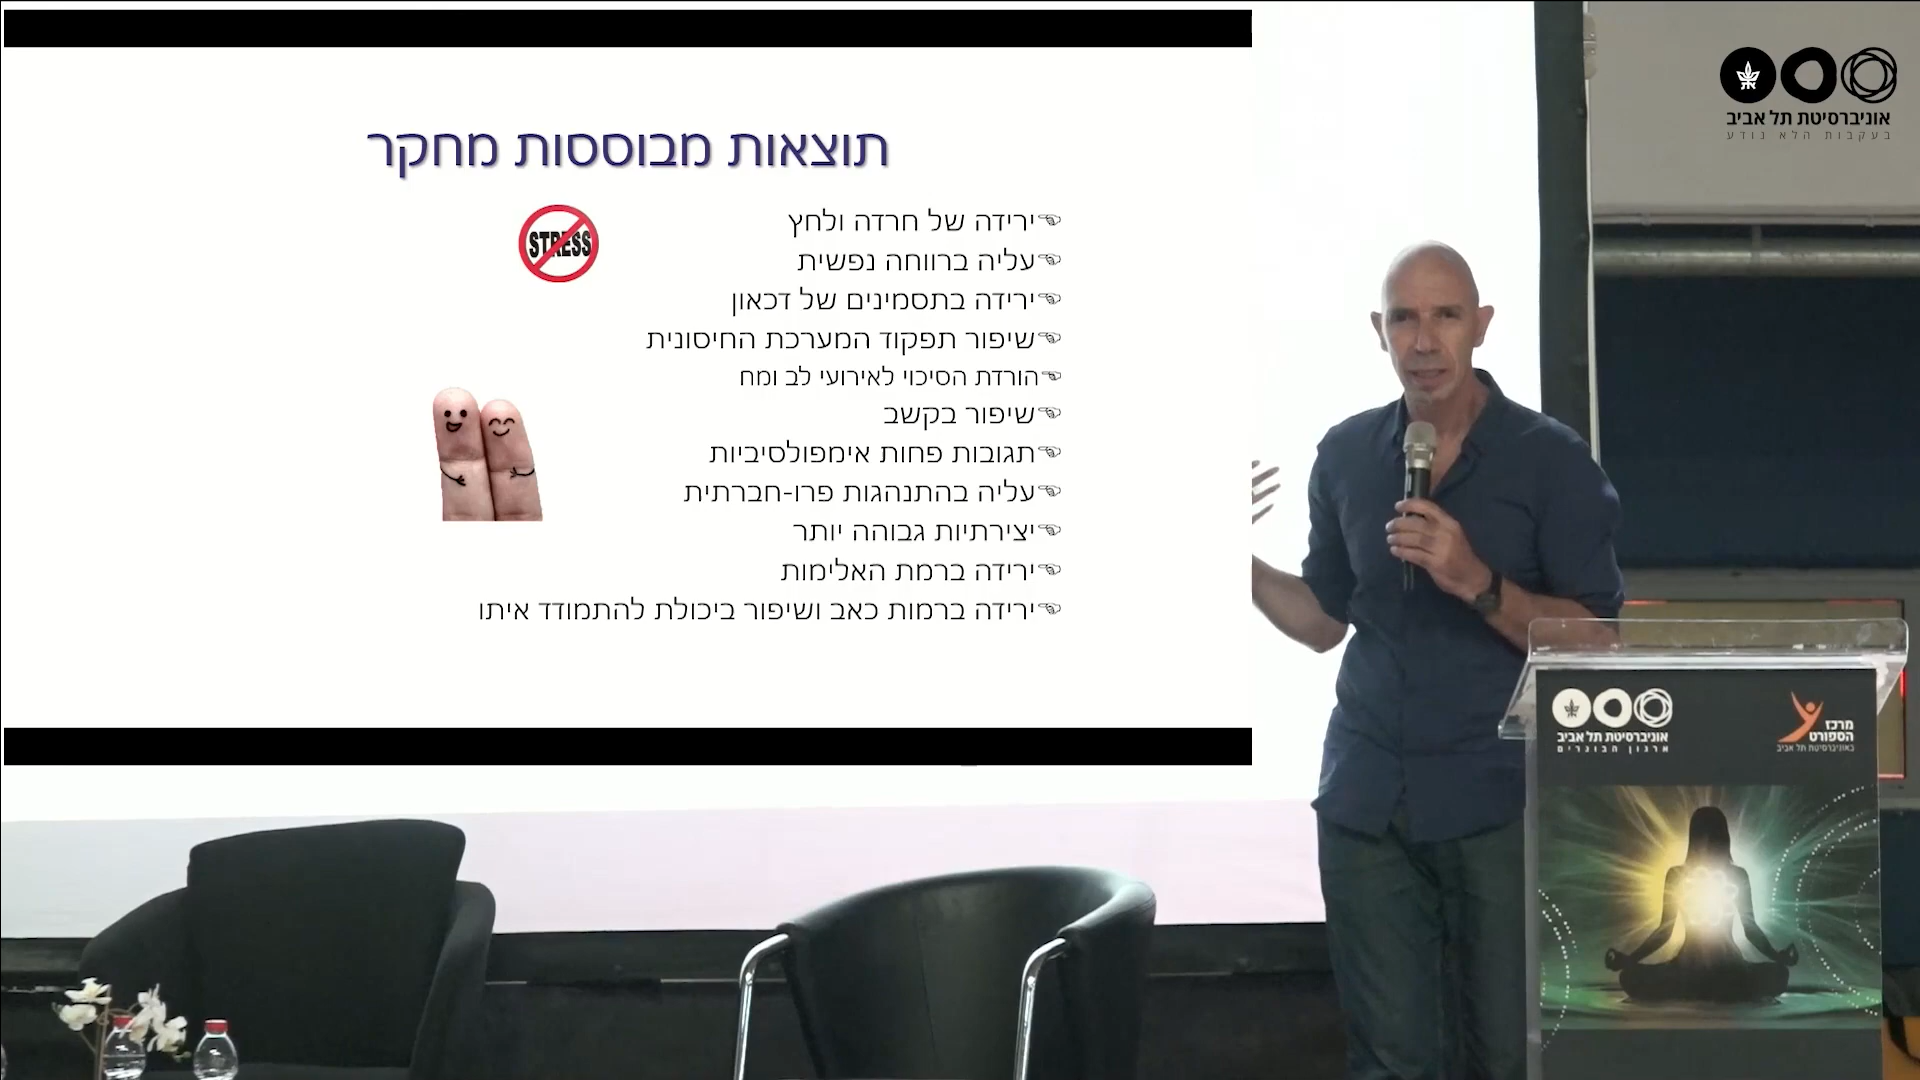 תוצאות מבוססות מחקר
ירידה של חרדה ולחץ
עליה ברווחה נפשית
ירידה בתסמינים של דכאון
שיפור תפקוד המערכת החיסונית
הורדת הסיכוי לאירועי לב ומח
שיפור בקשב
תגובות פחות אימפולסיביות
עליה בהתנהגות פרו-חברתית
יצירתיות גבוהה יותר
ירידה ברמת האלימות
ירידה ברמות כאב ושיפור ביכולת להתמודד איתו
STRESS
אוניברסיטת תל אביב
בעקבות הלא נודע
אוניברסיטת תל אביב
ארגון הבוגרים
מרכז
הספורט
באוניברסיטת תל אביב